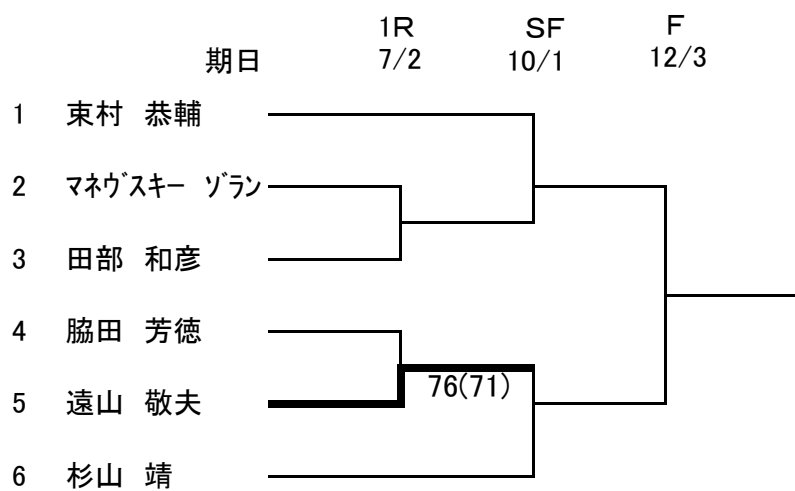 1R SF F
期日 7/2 10/1 12/3
1 東村 恭輔
2 ﾏﾈｳﾞｽｷｰ ｿﾞﾗﾝ
3 田部 和彦
4 脇田 芳徳
76(71)
5 遠山 敬夫
6 杉山 靖